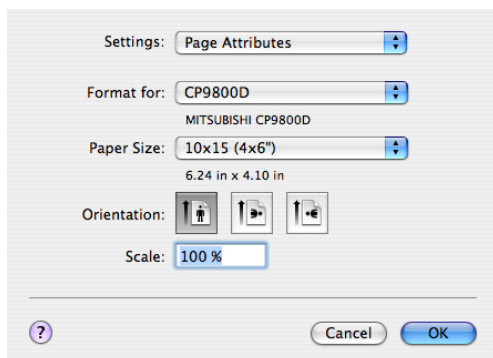 Settings: Page Attributes
Format for: CP9800D
MITSUBISHI CP9800D
Paper Size: 10x15 (4x6")
6.24 in x 4.10 in
Orientation:
Scale: 100 %
? Cancel OK